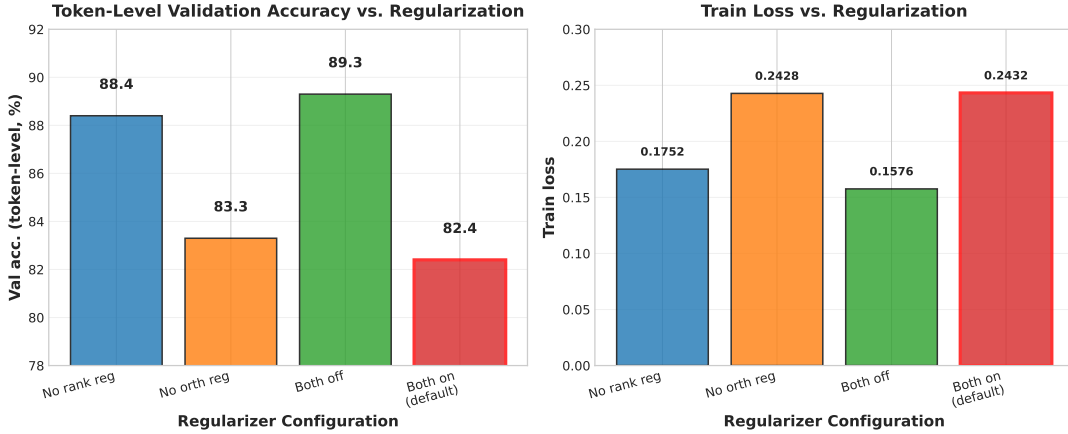 Token-Level Validation Accuracy vs. Regularization
Val acc. (token-level, %)
92
90
88
86
84
82
80
78
88.4
83.3
89.3
82.4
No rank reg
No orth reg
Both off
Both on
(default)
Regularizer Configuration
Train Loss vs. Regularization
Train loss
0.30
0.25
0.20
0.15
0.10
0.05
0.00
0.1752
0.2428
0.1576
0.2432
No rank reg
No orth reg
Both off
Both on
(default)
Regularizer Configuration